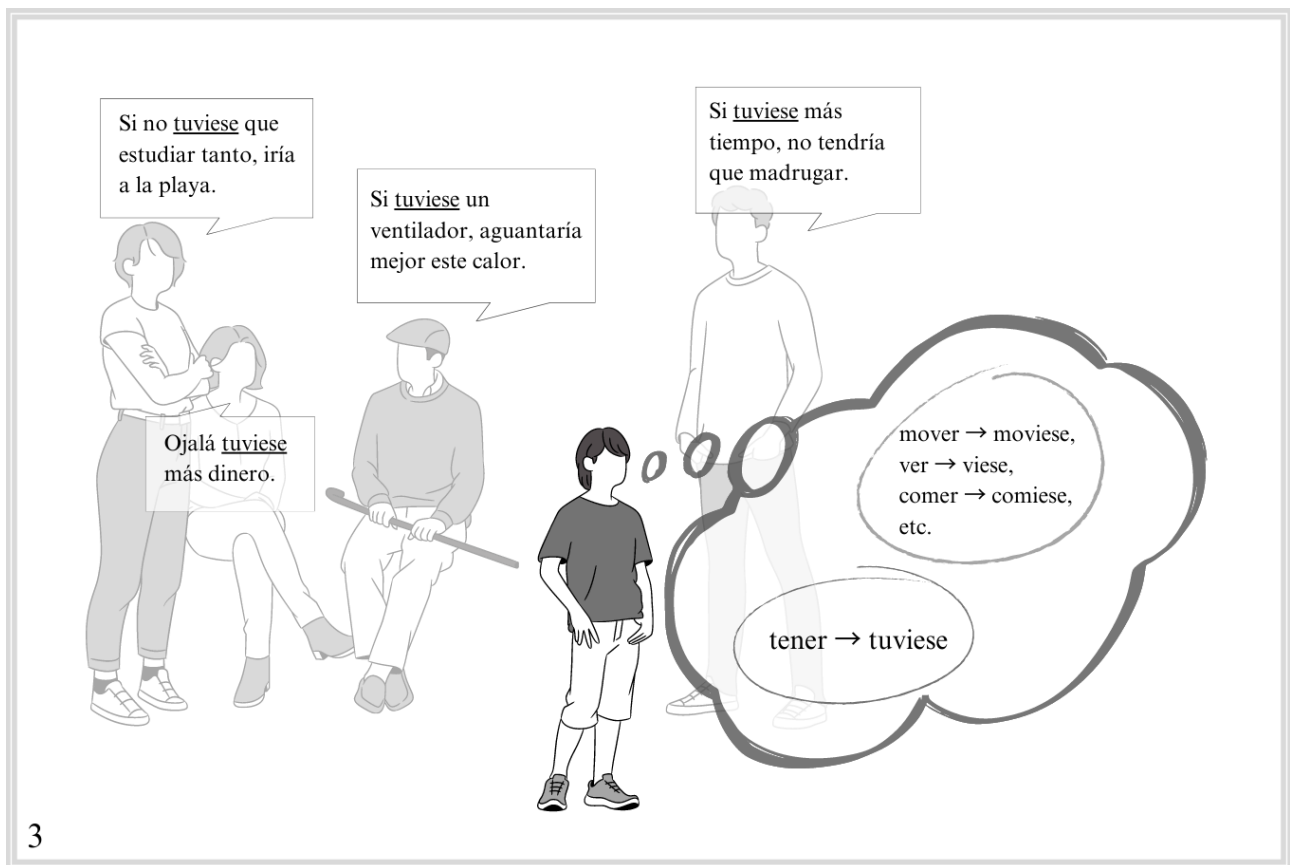 Si no tuviese que
estudiar tanto, iría
a la playa.
Si tuviese un
ventilador, aguantaría
mejor este calor.
Si tuviese más
tiempo, no tendría
que madrugar.
Ojalá tuviese
más dinero.
mover → moviese,
ver → viese,
comer → comiese,
etc.
tener → tuviese
3